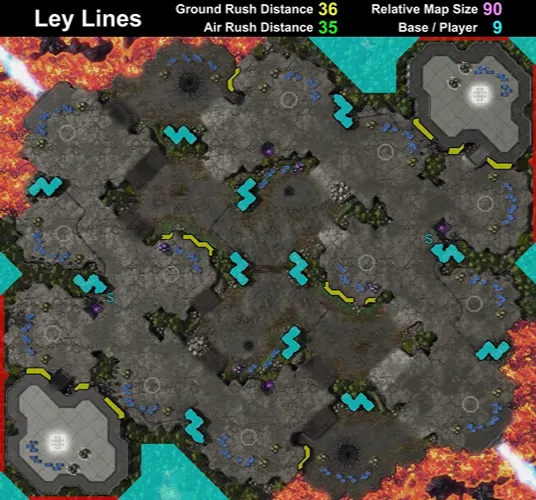 Ley Lines
Ground Rush Distance 36
Relative Map Size 90
Air Rush Distance 35
Base / Player 9
S
S